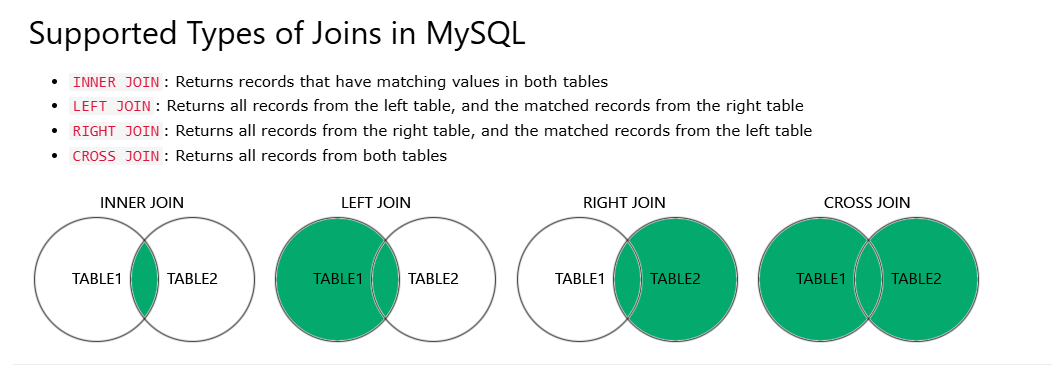 Supported Types of Joins in MySQL
• INNER JOIN: Returns records that have matching values in both tables
• LEFT JOIN: Returns all records from the left table, and the matched records from the right table
• RIGHT JOIN: Returns all records from the right table, and the matched records from the left table
• CROSS JOIN: Returns all records from both tables
INNER JOIN LEFT JOIN RIGHT JOIN CROSS JOIN
TABLE1 TABLE2 TABLE1 TABLE2 TABLE1 TABLE2 TABLE1 TABLE2